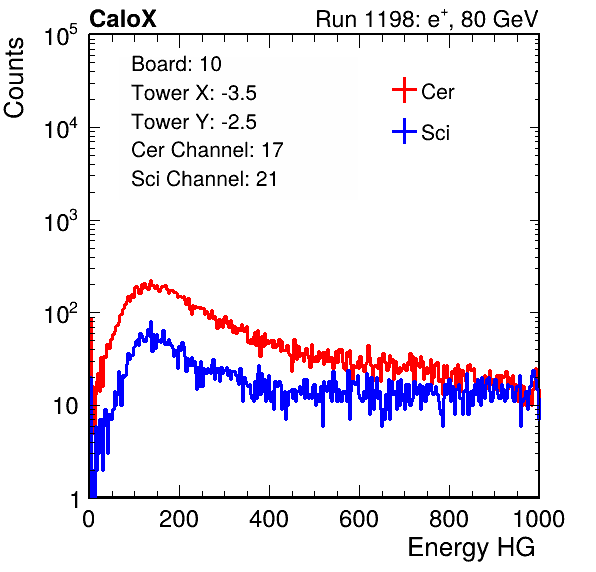 CaloX Run 1198: e⁺, 80 GeV
Counts
10⁵
10⁴
10³
10²
10
1
Board: 10
Tower X: -3.5
Tower Y: -2.5
Cer Channel: 17
Sci Channel: 21
Cer
Sci
0 200 400 600 800 1000
Energy HG